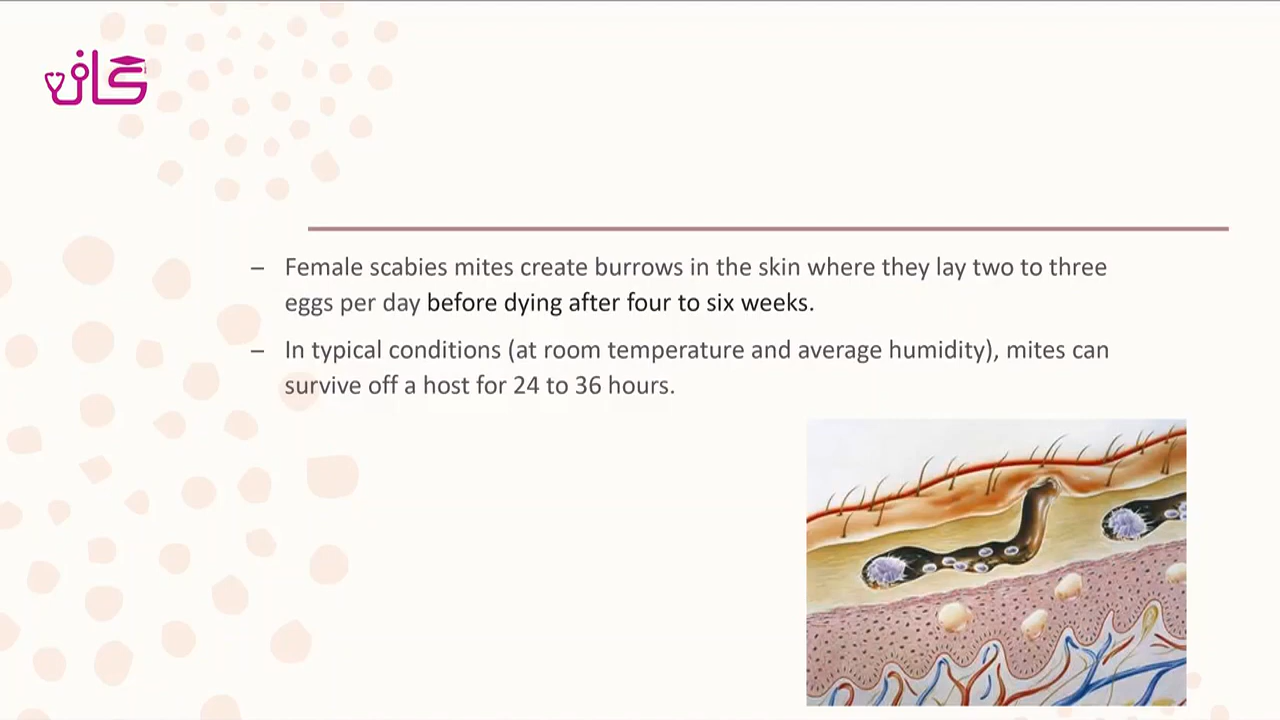 كان
– Female scabies mites create burrows in the skin where they lay two to three
eggs per day before dying after four to six weeks.
– In typical conditions (at room temperature and average humidity), mites can
survive off a host for 24 to 36 hours.